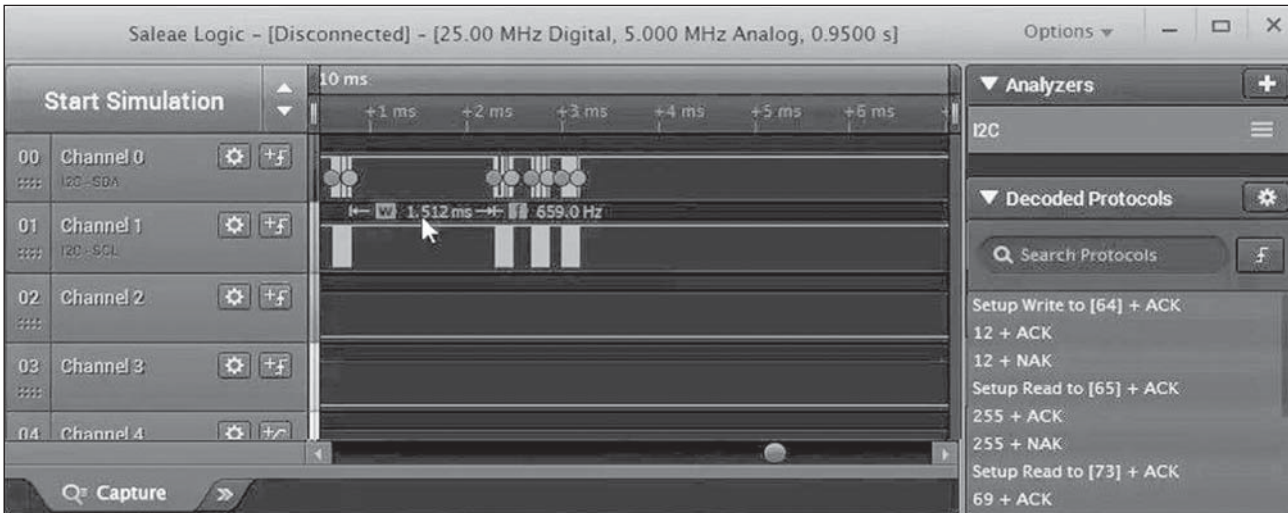 Saleae Logic – [Disconnected] – [25.00 MHz Digital, 5.000 MHz Analog, 0.9500 s]
Options
Start Simulation
10 ms
+1 ms +2 ms +3 ms +4 ms +5 ms +6 ms
Analyzers
I2C
00 Channel 0
I2C - SDA
W 1.512 ms f 659.0 Hz
01 Channel 1
I2C - SCL
02 Channel 2
03 Channel 3
04 Channel 4
Decoded Protocols
Search Protocols
Setup Write to [64] + ACK
12 + ACK
12 + NAK
Setup Read to [65] + ACK
255 + ACK
255 + NAK
Setup Read to [73] + ACK
69 + ACK
Capture